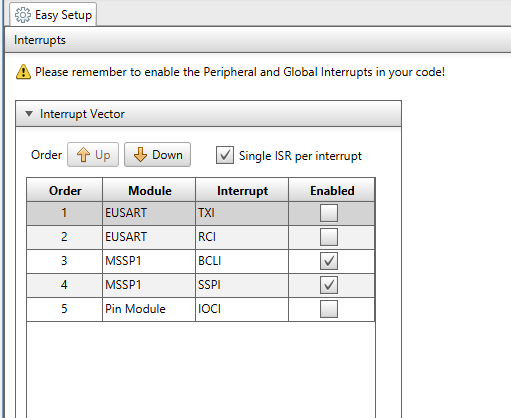 Easy Setup
Interrupts
Please remember to enable the Peripheral and Global Interrupts in your code!
Interrupt Vector
Order Up Down Single ISR per interrupt
Order Module Interrupt Enabled
1 EUSART TXI
2 EUSART RCI
3 MSSP1 BCLI
4 MSSP1 SSPI
5 Pin Module IOCI